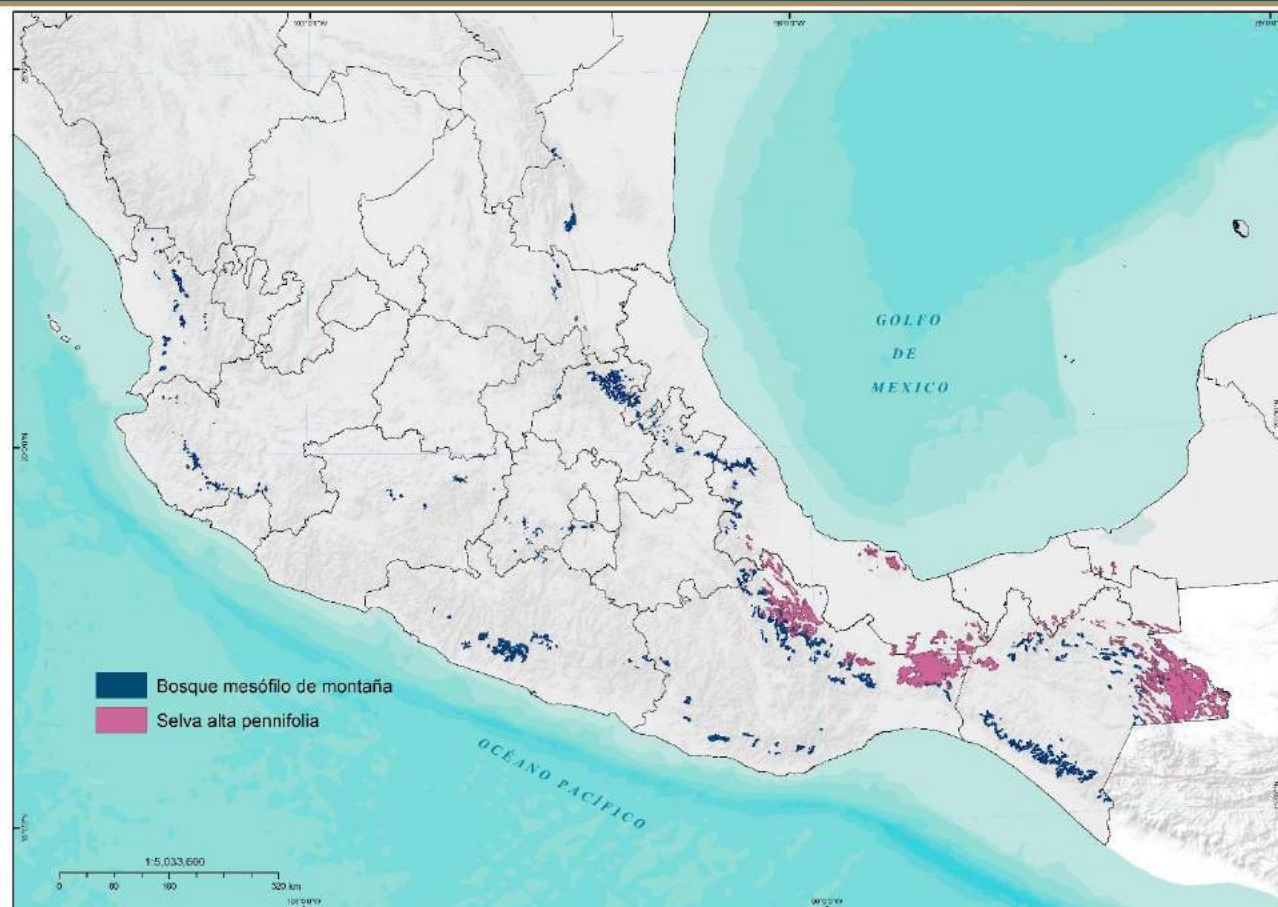 GOLFO
DE
MEXICO
Bosque mesófilo de montaña
Selva alta pennifolia
OCÉANO PACÍFICO
1:5,033,600
0 80 160 320 km